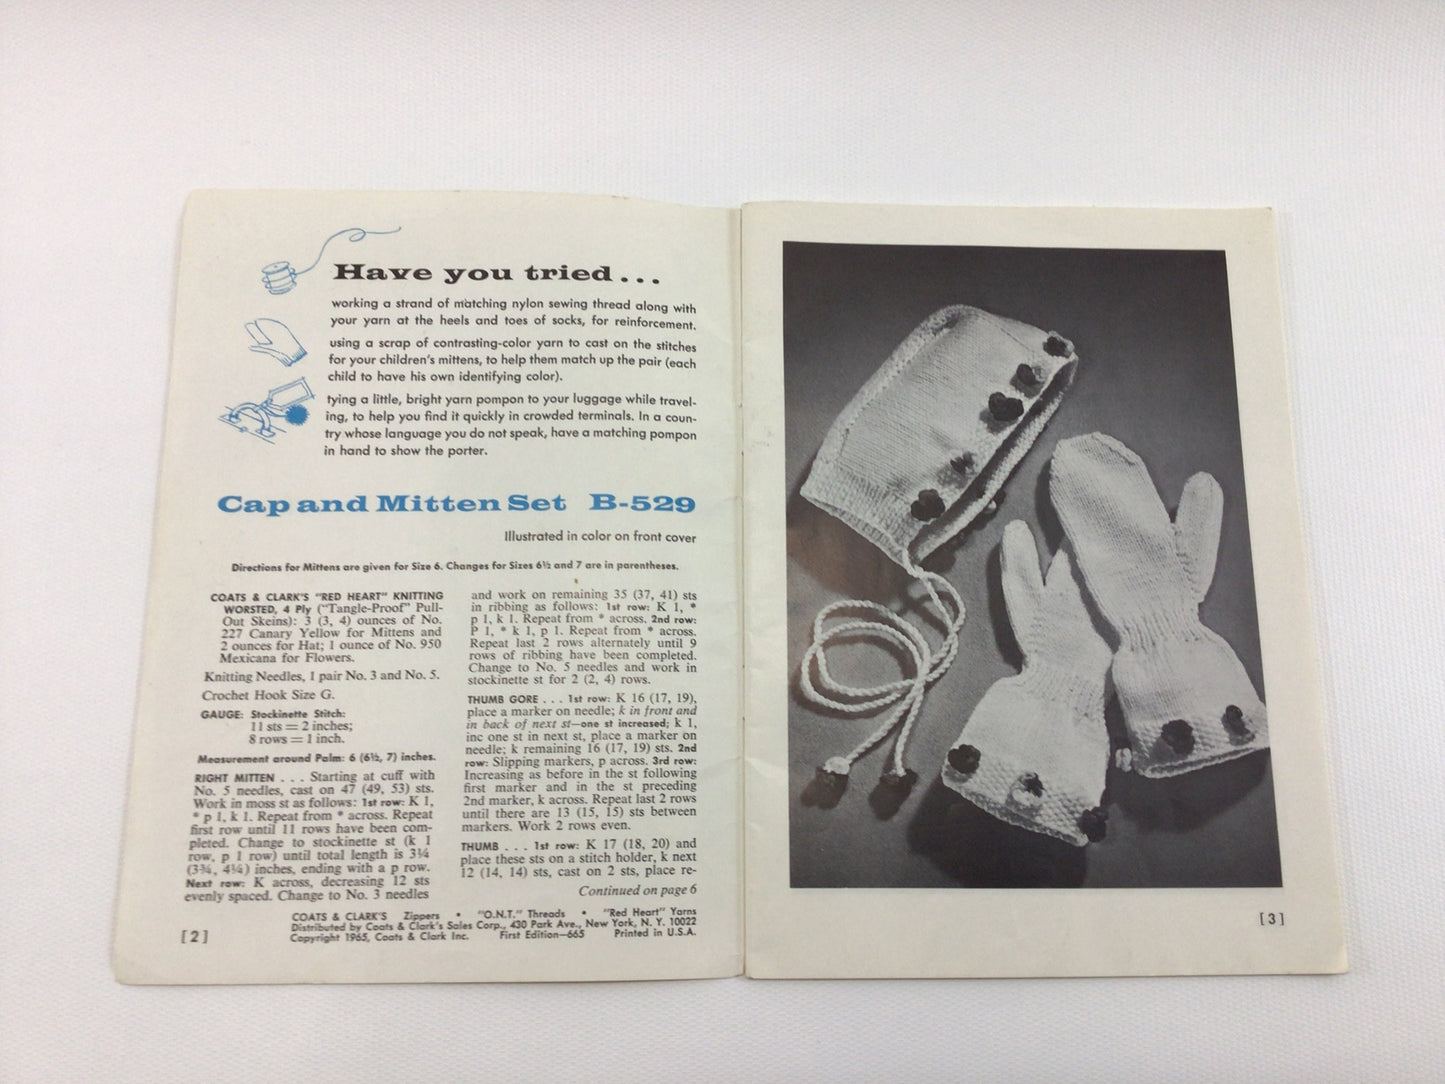 Have you tried...
working a strand of matching nylon sewing thread along with
your yarn at the heels and toes of socks, for reinforcement.
using a scrap of contrasting-color yarn to cast on the stitches
for your children's mittens, to help them match up the pair (each
child to have his own identifying color).
tying a little, bright yarn pompon to your luggage while travel-
ing, to help you find it quickly in crowded terminals. In a coun-
try whose language you do not speak, have a matching pompon
in hand to show the porter.
Cap and Mitten Set B-529
Illustrated in color on front cover
Directions for Mittens are given for Size 6. Changes for Sizes 6½ and 7 are in parentheses.
COATS & CLARK'S "RED HEART" KNITTING
WORSTED, 4 Ply ("Tangle-Proof" Pull-
Out Skeins): 3 (3, 4) ounces of No.
227 Canary Yellow for Mittens and
2 ounces for Hat; 1 ounce of No. 950
Mexicana for Flowers.
Knitting Needles, 1 pair No. 3 and No. 5.
Crochet Hook Size G.
GAUGE: Stockinette Stitch:
11 sts = 2 inches;
8 rows = 1 inch.
Measurement around Palm: 6 (6½, 7) inches.
RIGHT MITTEN . . . Starting at cuff with
No. 5 needles, cast on 47 (49, 53) sts.
Work in moss st as follows: 1st row: K 1,
* p 1, k 1. Repeat from * across. Repeat
first row until 11 rows have been com-
pleted. Change to stockinette st (k 1
row, p 1 row) until total length is 3¼
(3¾, 4¼) inches, ending with a p row.
Next row: K across, decreasing 12 sts
evenly spaced. Change to No. 3 needles
and work on remaining 35 (37, 41) sts
in ribbing as follows: 1st row: K 1, *
p 1, k 1. Repeat from * across. 2nd row:
P 1, * k 1, p 1. Repeat from * across.
Repeat last 2 rows alternately until 9
rows of ribbing have been completed.
Change to No. 5 needles and work in
stockinette st for 2 (2, 4) rows.
THUMB GORE . . . 1st row: K 16 (17, 19),
place a marker on needle; k in front and
in back of next st—one st increased; k 1,
inc one st in next st, place a marker on
needle; k remaining 16 (17, 19) sts. 2nd
row: Slipping markers, p across. 3rd row:
Increasing as before in the st following
first marker and in the st preceding
2nd marker, k across. Repeat last 2 rows
until there are 13 (15, 15) sts between
markers. Work 2 rows even.
THUMB . . . 1st row: K 17 (18, 20) and
place these sts on a stitch holder, k next
12 (14, 14) sts, cast on 2 sts, place re-
Continued on page 6
COATS & CLARK'S Zippers • "O.N.T." Threads • "Red Heart" Yarns
Distributed by Coats & Clark's Sales Corp., 430 Park Ave., New York, N. Y. 10022
Copyright 1965, Coats & Clark Inc. First Edition—665 Printed in U.S.A.
[2]
[3]